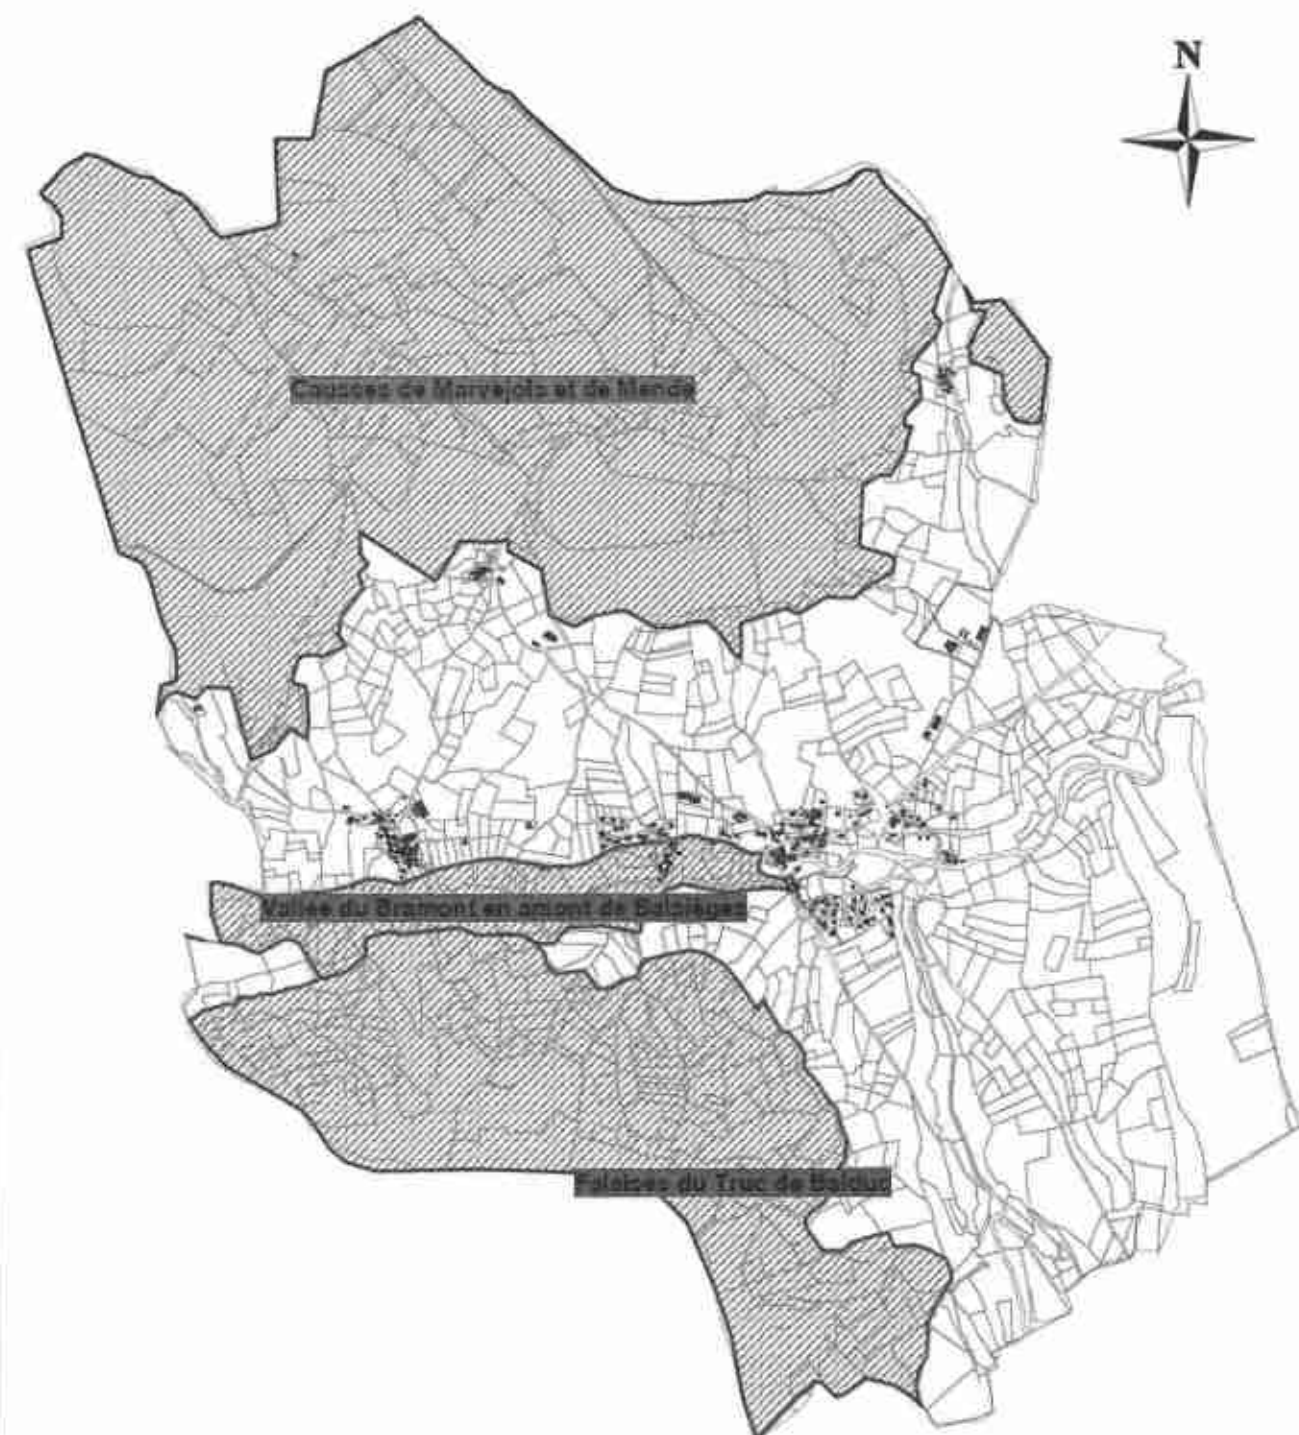 N
Causses de Marvejols et de Mende
Vallée du Bramont en amont de Balsièges
Falaises du Truc de Balduc